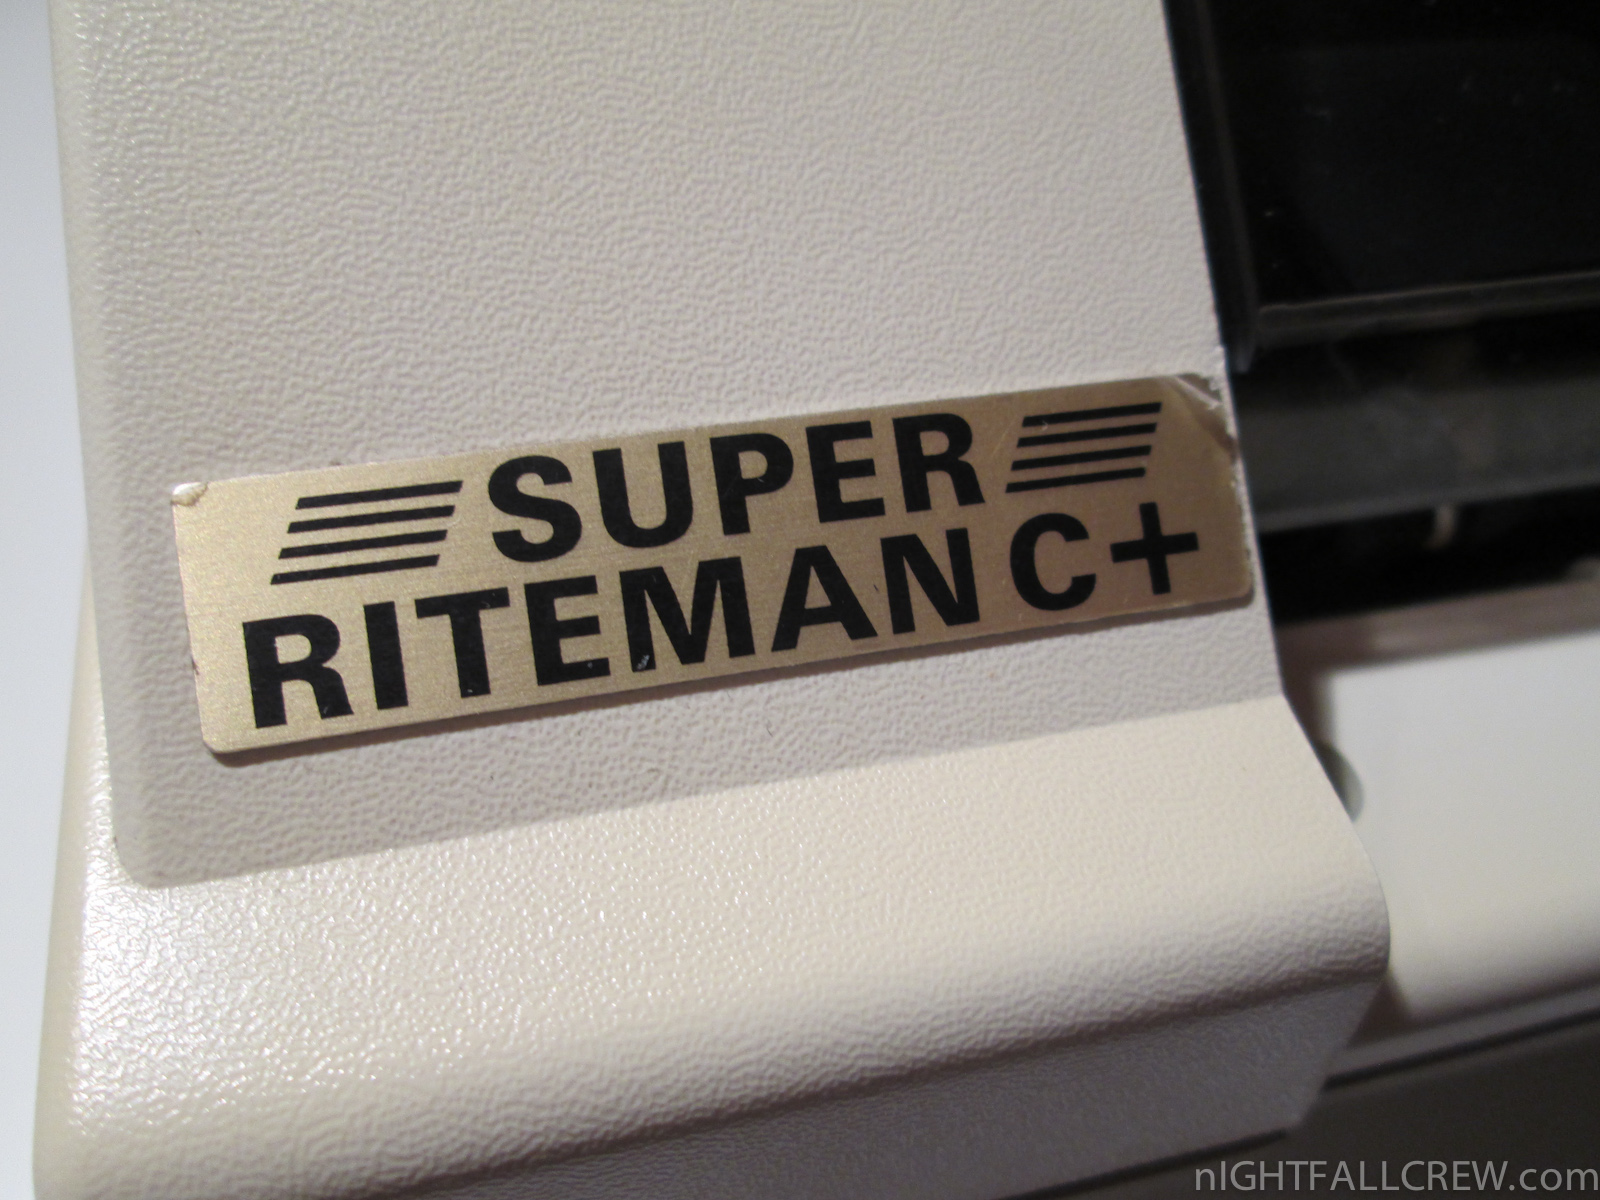 SUPER
RITEMAN C+
nIGHTFALLCREW.com